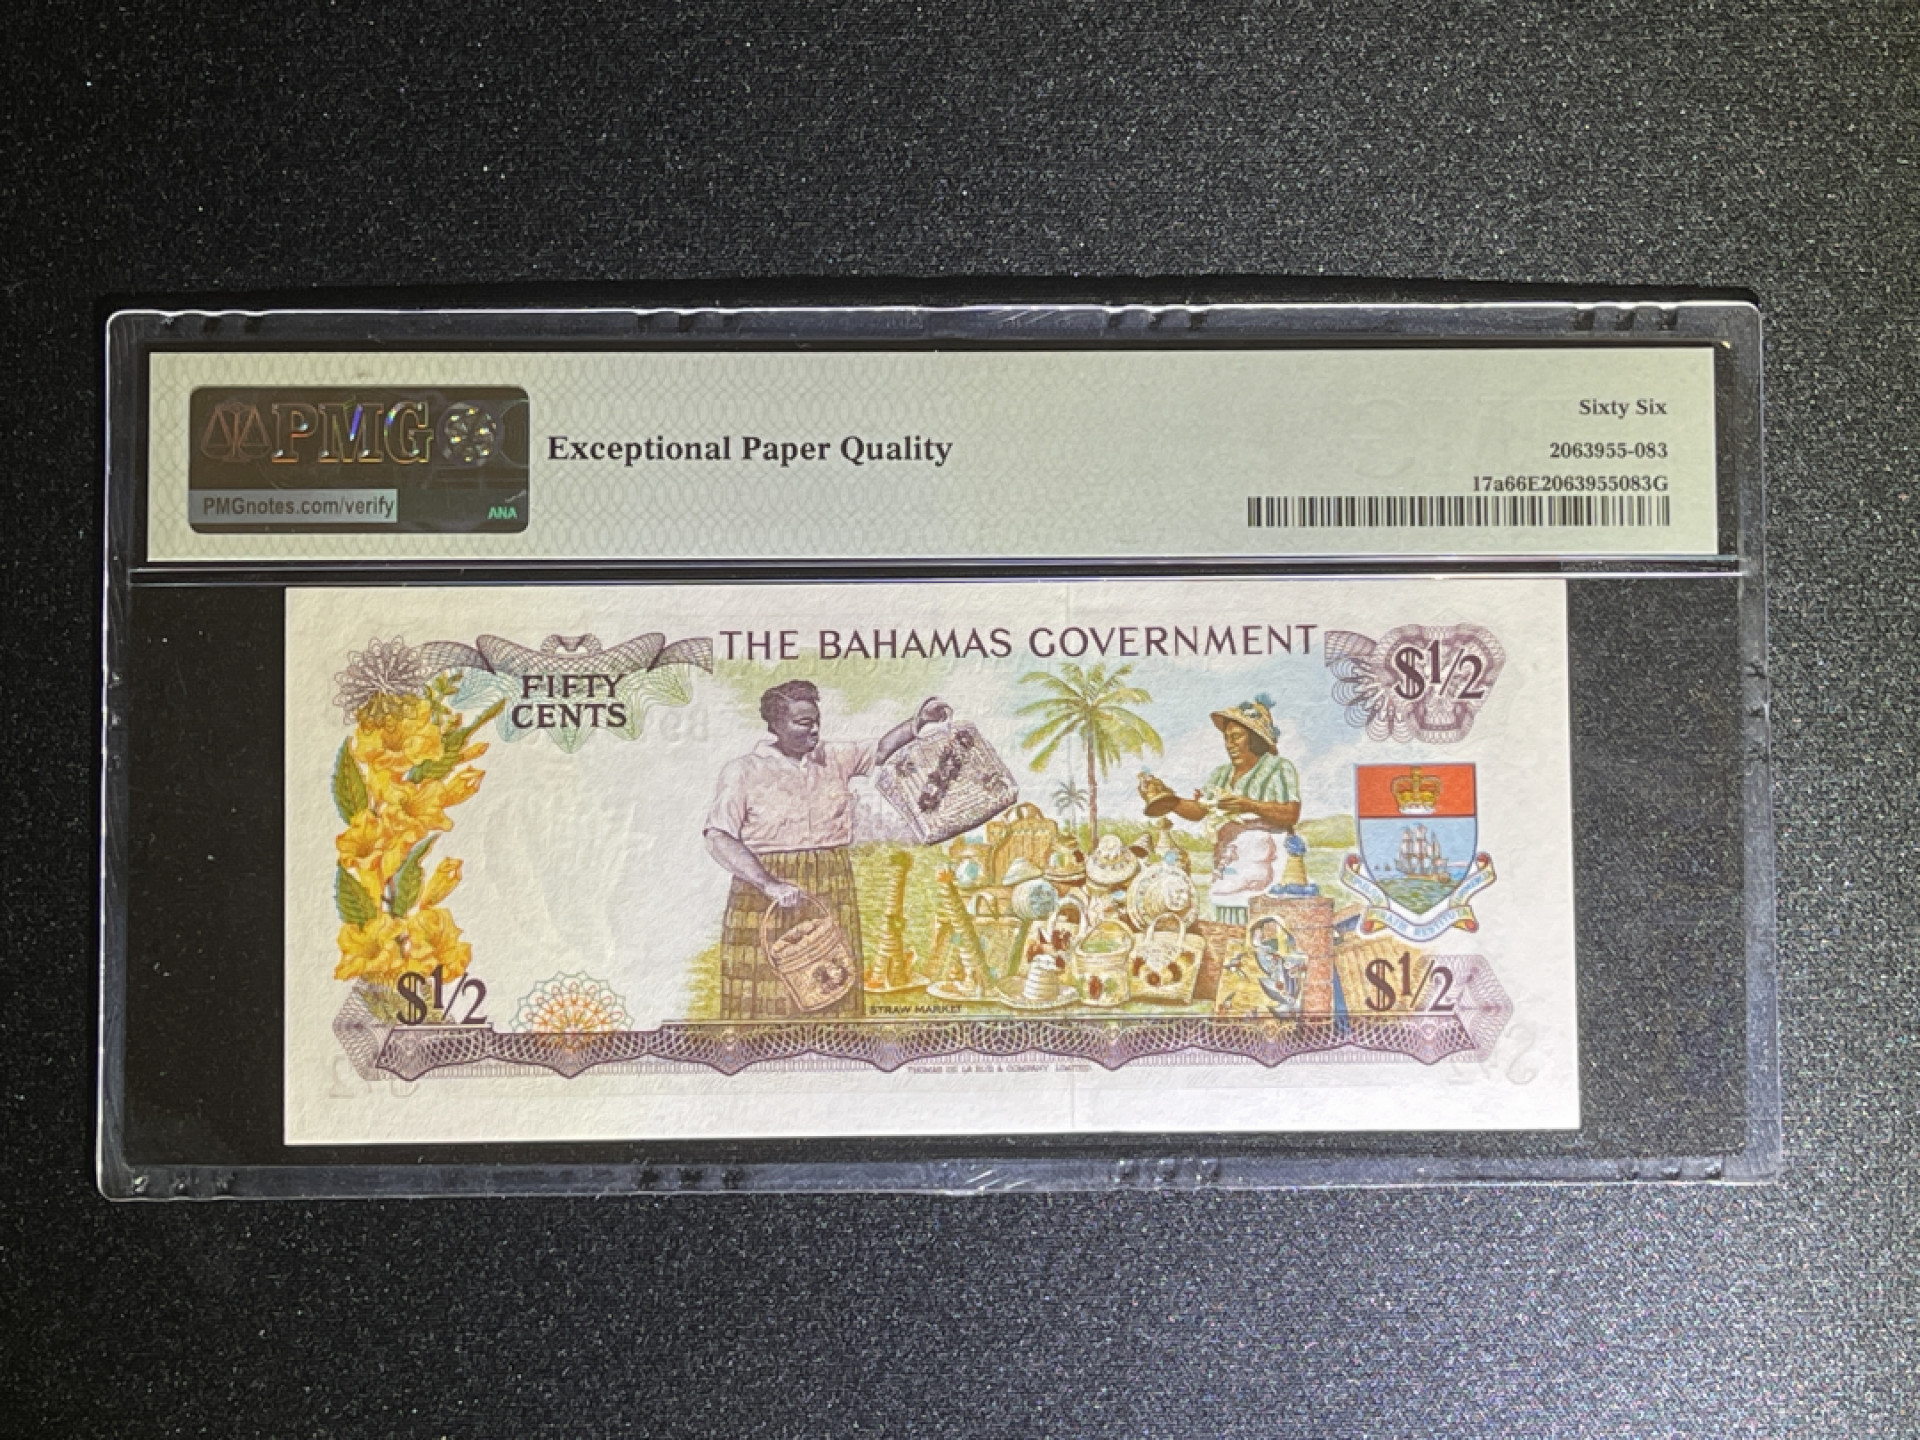 PMG
PMGnotes.com/verify
ANA
Exceptional Paper Quality
Sixty Six
2063955-083
17a66E2063955083G
THE BAHAMAS GOVERNMENT
$1/2
FIFTY
CENTS
$1/2
STRAW MARKET
$1/2
THOMAS DE LA RUE & COMPANY LIMITED